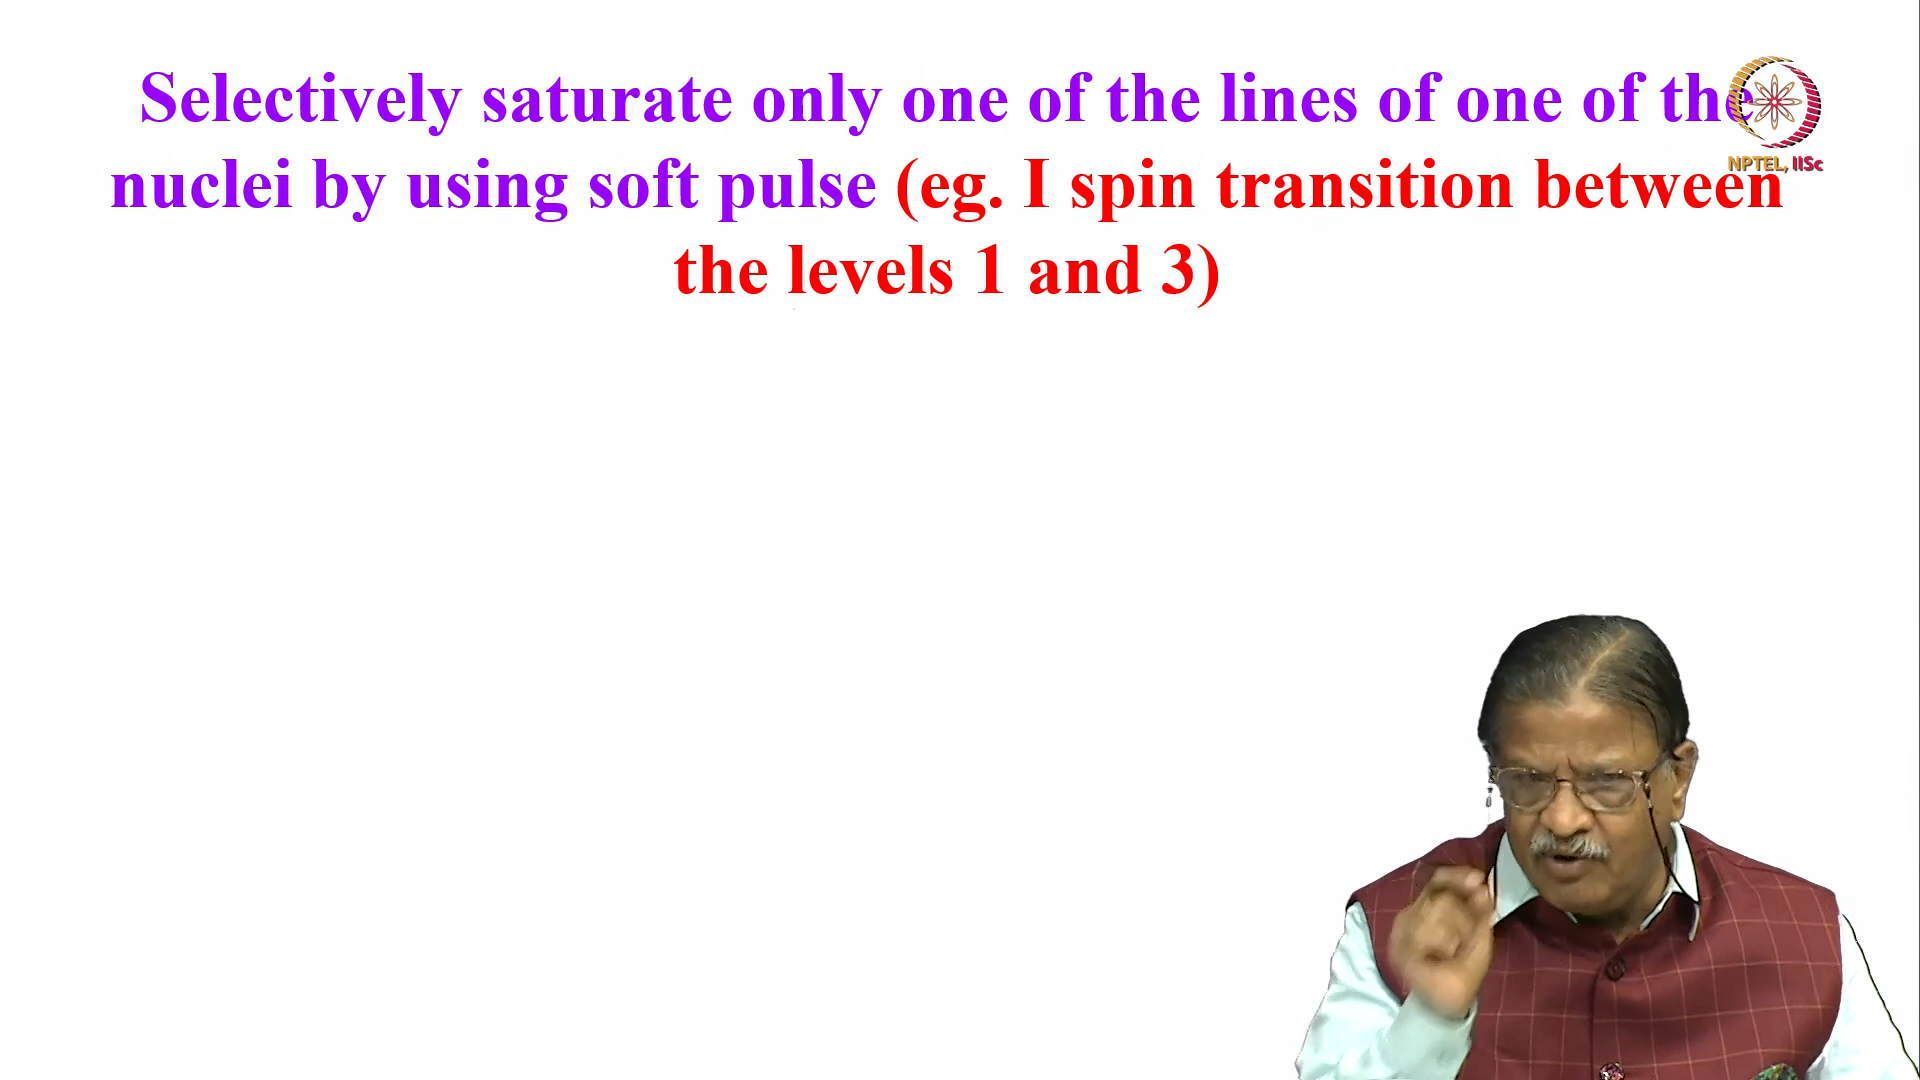 Selectively saturate only one of the lines of one of the
nuclei by using soft pulse (eg. I spin transition between
the levels 1 and 3)
NPTEL, IISc